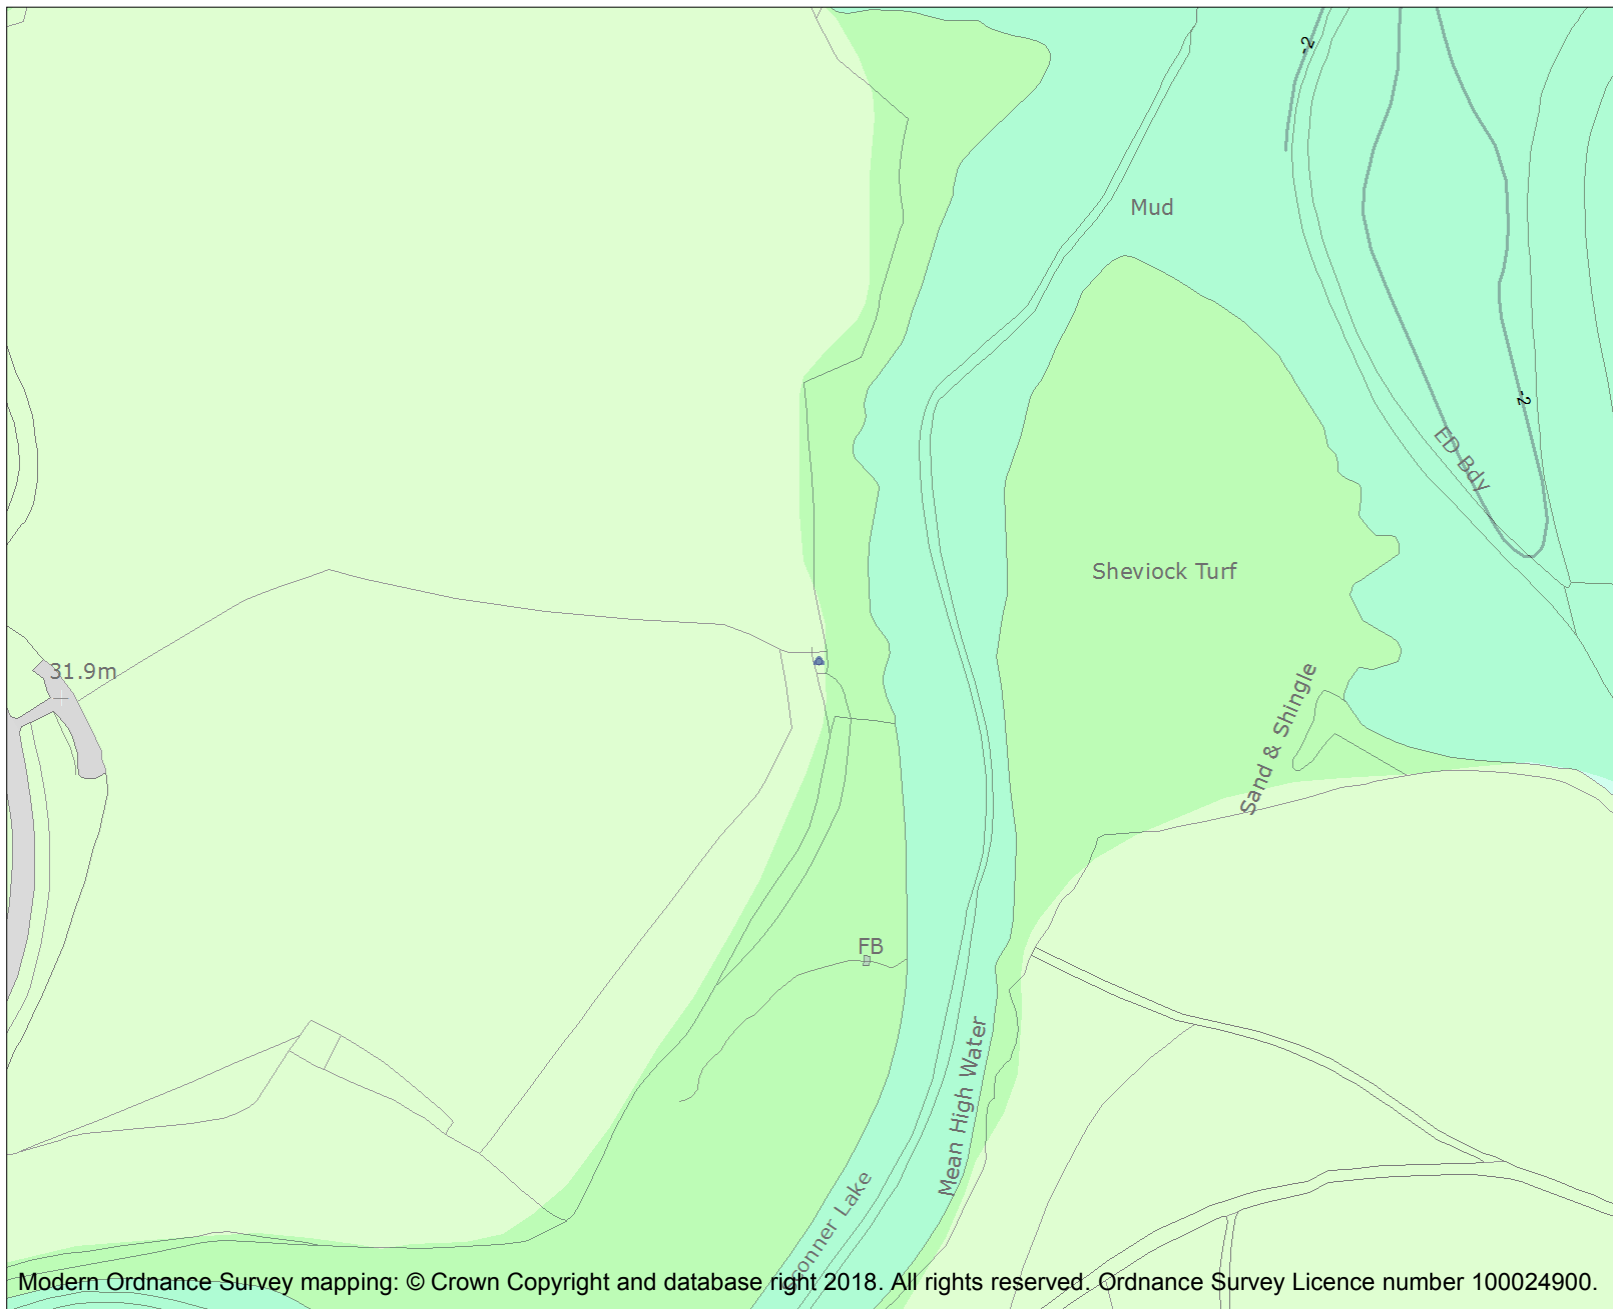 -2
Mud
-2
ED Bdy
Sheviock Turf
31.9m
Sand & Shingle
FB
Mean High Water
Lake
Modern Ordnance Survey mapping: © Crown Copyright and database right 2018. All rights reserved. Ordnance Survey Licence number 100024900.